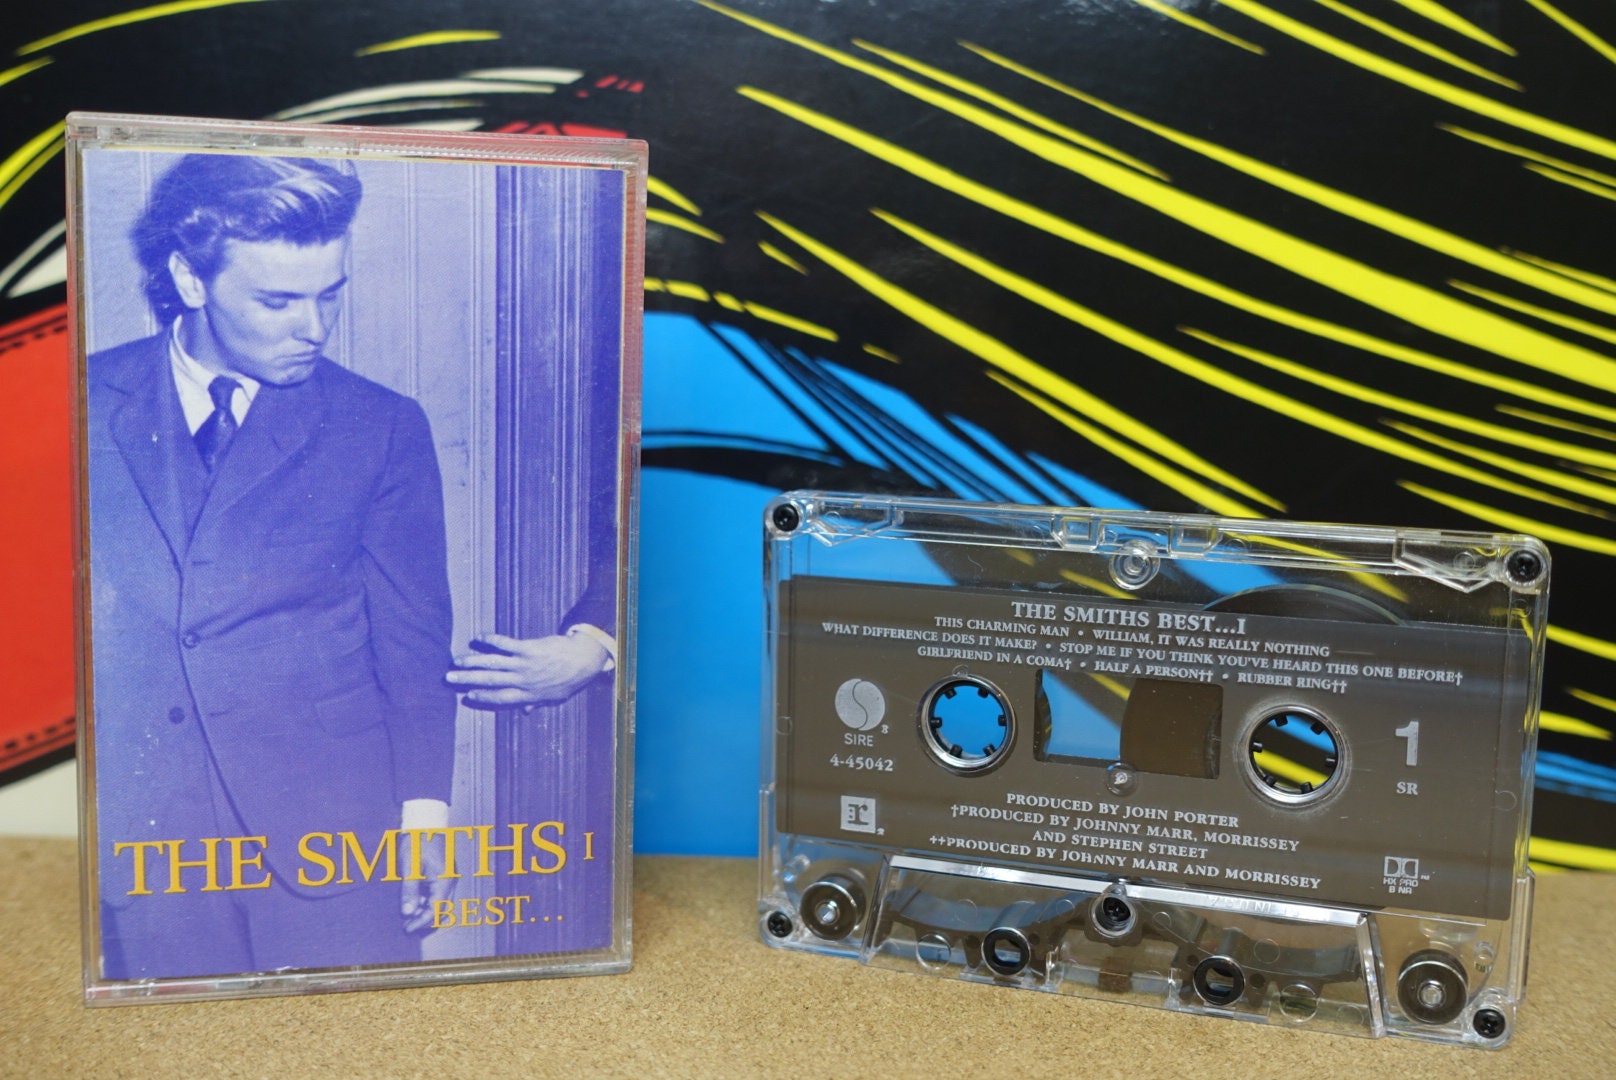 THE SMITHS I
BEST...
THE SMITHS BEST...I
THIS CHARMING MAN • WILLIAM, IT WAS REALLY NOTHING
WHAT DIFFERENCE DOES IT MAKE? • STOP ME IF YOU THINK YOU'VE HEARD THIS ONE BEFORE†
GIRLFRIEND IN A COMA† • HALF A PERSON†† • RUBBER RING††
SIRE
4-45042
1
SR
r
PRODUCED BY JOHN PORTER
†PRODUCED BY JOHNNY MARR, MORRISSEY
AND STEPHEN STREET
††PRODUCED BY JOHNNY MARR AND MORRISSEY
HX PRO
B NR